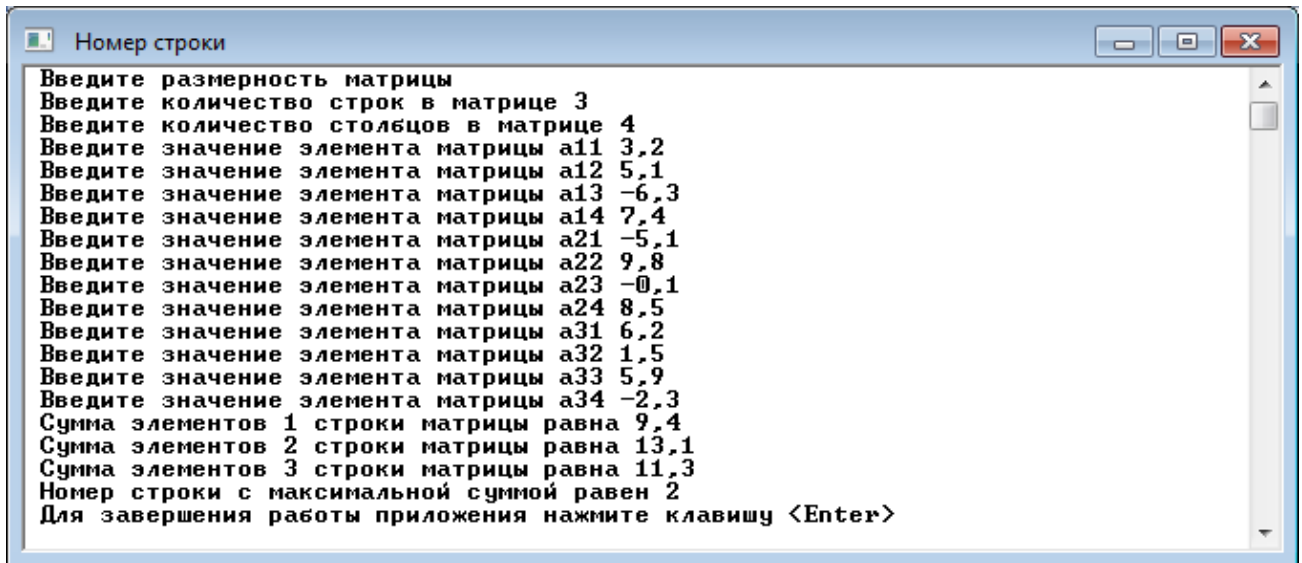 Номер строки
Введите размерность матрицы
Введите количество строк в матрице 3
Введите количество столбцов в матрице 4
Введите значение элемента матрицы a11 3,2
Введите значение элемента матрицы a12 5,1
Введите значение элемента матрицы a13 -6,3
Введите значение элемента матрицы a14 7,4
Введите значение элемента матрицы a21 -5,1
Введите значение элемента матрицы a22 9,8
Введите значение элемента матрицы a23 -0,1
Введите значение элемента матрицы a24 8,5
Введите значение элемента матрицы a31 6,2
Введите значение элемента матрицы a32 1,5
Введите значение элемента матрицы a33 5,9
Введите значение элемента матрицы a34 -2,3
Сумма элементов 1 строки матрицы равна 9,4
Сумма элементов 2 строки матрицы равна 13,1
Сумма элементов 3 строки матрицы равна 11,3
Номер строки с максимальной суммой равен 2
Для завершения работы приложения нажмите клавишу <Enter>